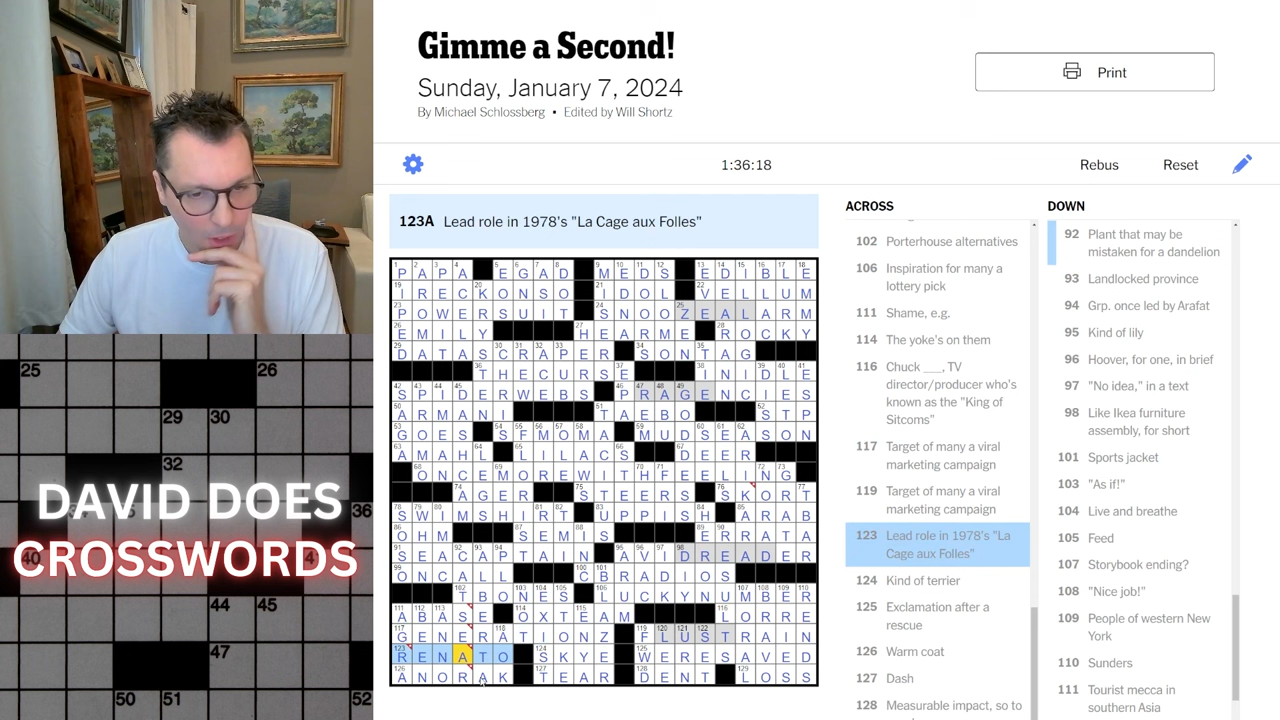 Gimme a Second!
Sunday, January 7, 2024
By Michael Schlossberg • Edited by Will Shortz
Print
1:36:18
Rebus
Reset
123A Lead role in 1978's "La Cage aux Folles"
PAPA EGAD MEDS EDIBLE
IRECKONSO IDOL VELLUM
POWERSUIT SNOOZEALARM
EMILY HEARME ROCKY
DATASCRAPER SONTAG
THECURSE INIDLE
SPIDERWEBS PRAGENCIES
ARMANI TAEBO STP
GOES SFMOMA MUDSEASON
AMAHL LILACS DEER
ONCEMOREWITHFEELING
AGER STEERS SKORT
SWIMSHIRT UPPISH ARAB
OHM SEMIS ERRATA
SEACAPTAIN AVIDREADER
ONCALL CBRADIOS
TBONES LUCKYNUMBER
ABASE OXTEAM LORRE
GENERATIONZ FLUSTRAIN
RENATO SKYE WERESAVED
ANORAK TEAR DENT LOSS
ACROSS
102 Porterhouse alternatives
106 Inspiration for many a
lottery pick
111 Shame, e.g.
114 The yoke's on them
116 Chuck ___, TV
director/producer who's
known as the "King of
Sitcoms"
117 Target of many a viral
marketing campaign
119 Target of many a viral
marketing campaign
123 Lead role in 1978's "La
Cage aux Folles"
124 Kind of terrier
125 Exclamation after a
rescue
126 Warm coat
127 Dash
128 Measurable impact, so to
DOWN
92 Plant that may be
mistaken for a dandelion
93 Landlocked province
94 Grp. once led by Arafat
95 Kind of lily
96 Hoover, for one, in brief
97 "No idea," in a text
98 Like Ikea furniture
assembly, for short
101 Sports jacket
103 "As if!"
104 Live and breathe
105 Feed
107 Storybook ending?
108 "Nice job!"
109 People of western New
York
110 Sunders
111 Tourist mecca in
southern Asia
25
26
29 30
32
DAVID DOES
36
CROSSWORDS
44 45
47
50 51
52